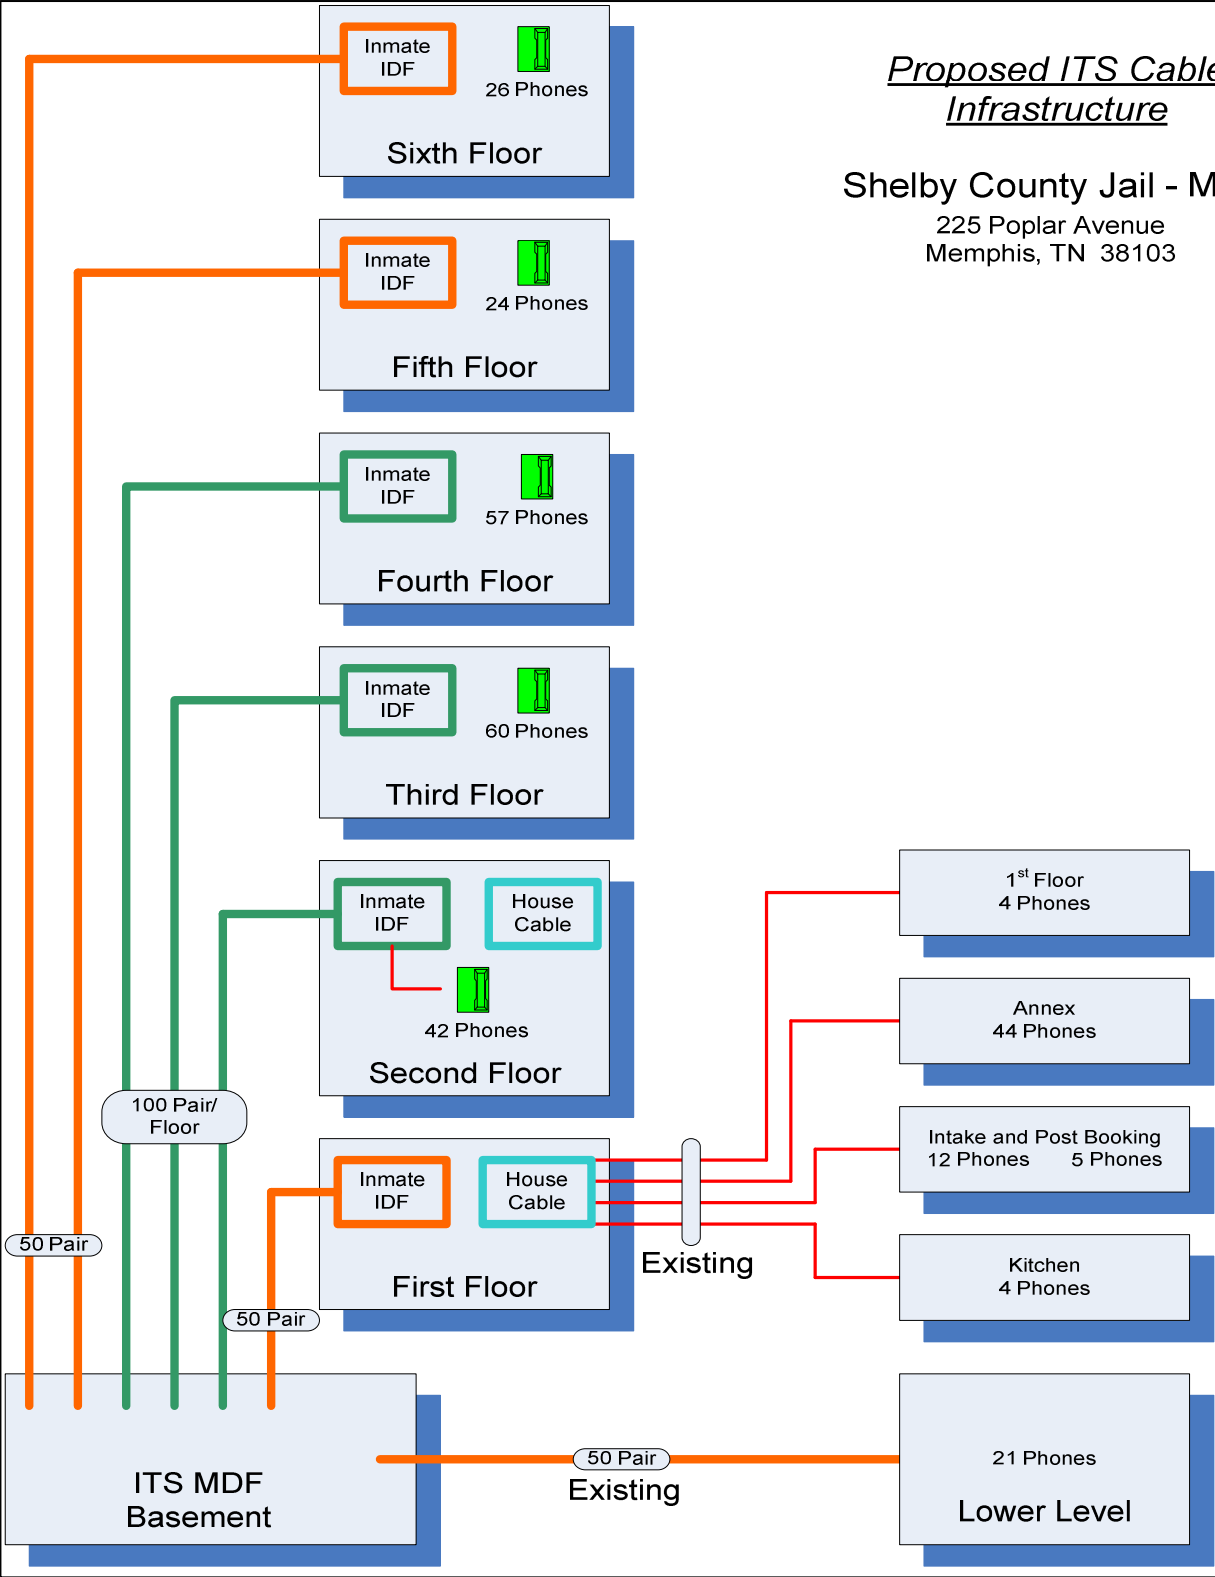 Proposed ITS Cable
Infrastructure
Shelby County Jail - M
225 Poplar Avenue
Memphis, TN 38103
Inmate
IDF
26 Phones
Sixth Floor
Inmate
IDF
24 Phones
Fifth Floor
Inmate
IDF
57 Phones
Fourth Floor
Inmate
IDF
60 Phones
Third Floor
Inmate
IDF
House
Cable
42 Phones
Second Floor
100 Pair/
Floor
Inmate
IDF
House
Cable
First Floor
Existing
50 Pair
50 Pair
1st Floor
4 Phones
Annex
44 Phones
Intake and Post Booking
12 Phones 5 Phones
Kitchen
4 Phones
ITS MDF
Basement
50 Pair
Existing
21 Phones
Lower Level